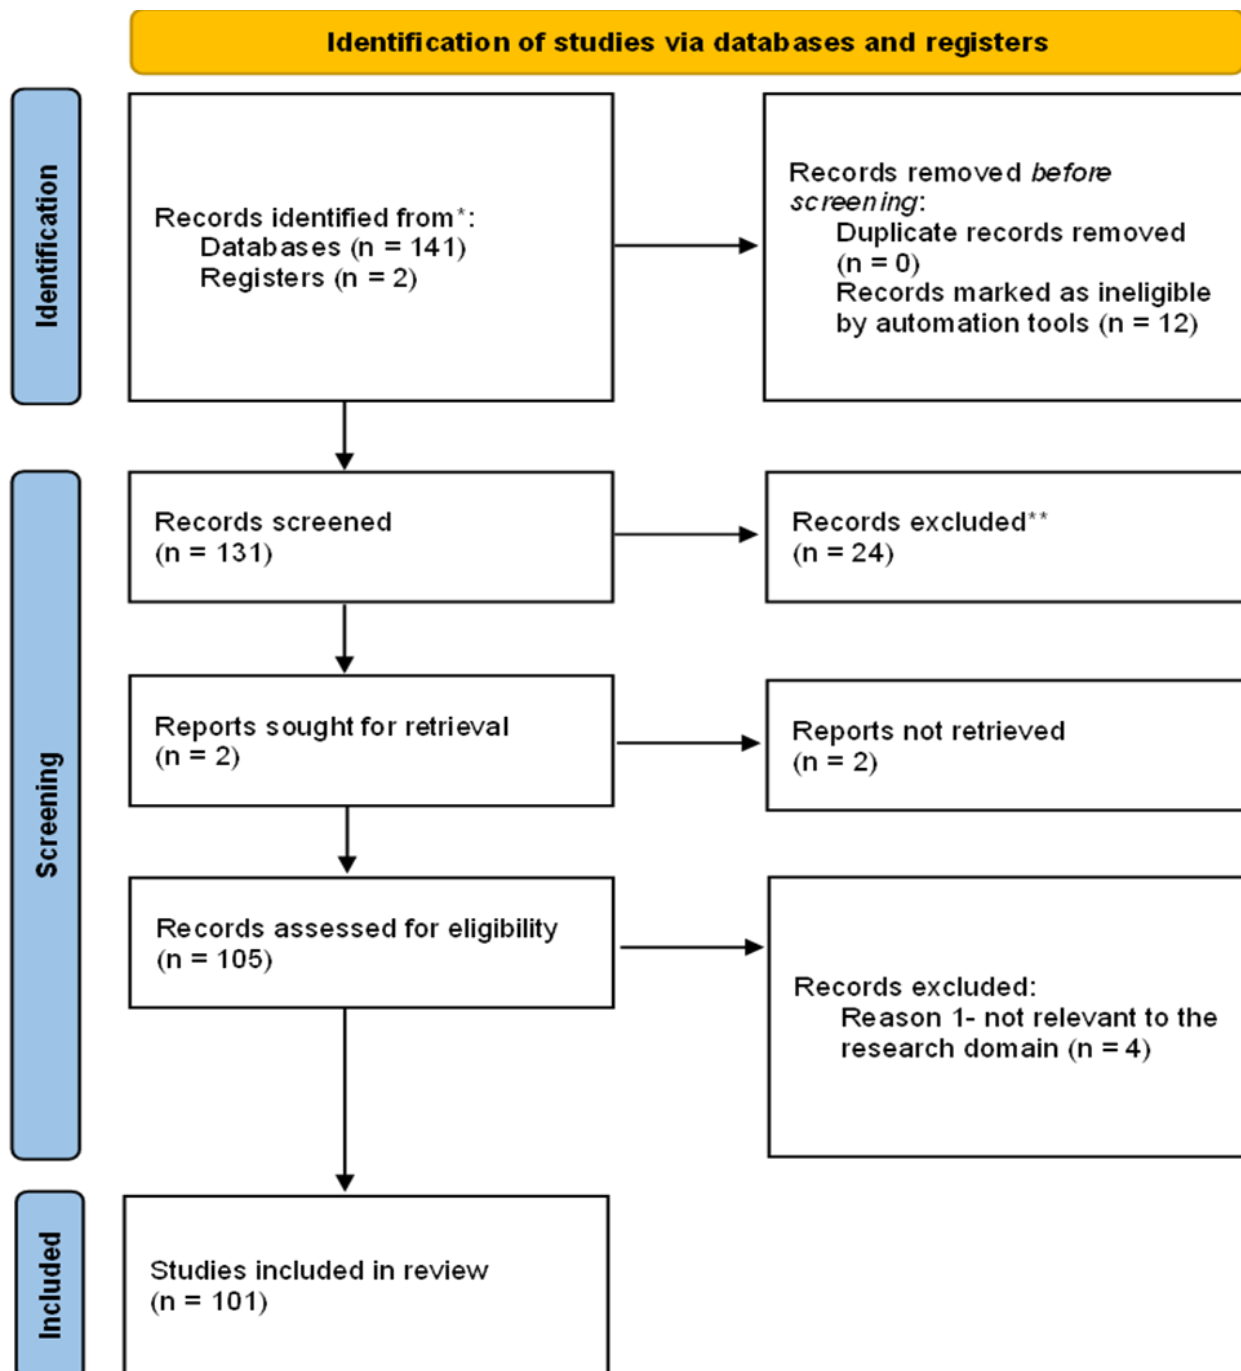 Identification of studies via databases and registers
Identification
Records identified from*:
Databases (n = 141)
Registers (n = 2)
Records removed before
screening:
Duplicate records removed
(n = 0)
Records marked as ineligible
by automation tools (n = 12)
Screening
Records screened
(n = 131)
Records excluded**
(n = 24)
Reports sought for retrieval
(n = 2)
Reports not retrieved
(n = 2)
Records assessed for eligibility
(n = 105)
Records excluded:
Reason 1- not relevant to the
research domain (n = 4)
Included
Studies included in review
(n = 101)